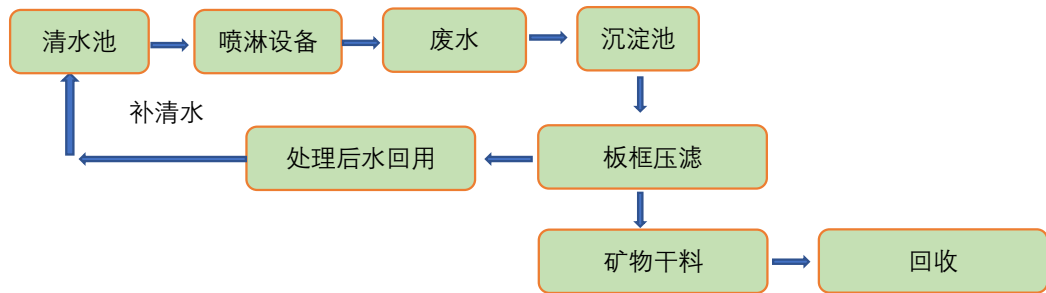 清水池
喷淋设备
废水
沉淀池
补清水
处理后水回用
板框压滤
矿物干料
回收